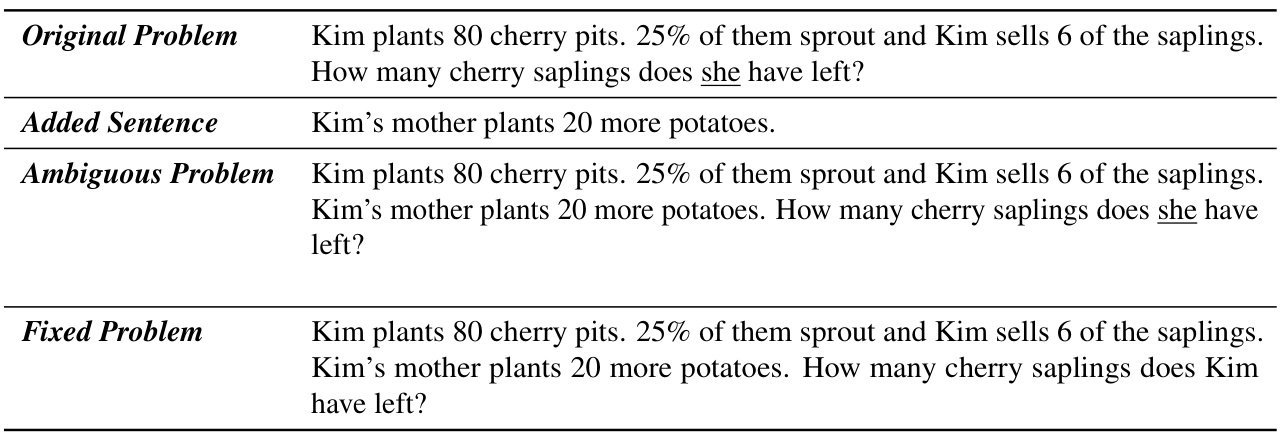 Original Problem Kim plants 80 cherry pits. 25% of them sprout and Kim sells 6 of the saplings.
How many cherry saplings does she have left?
Added Sentence Kim’s mother plants 20 more potatoes.
Ambiguous Problem Kim plants 80 cherry pits. 25% of them sprout and Kim sells 6 of the saplings.
Kim’s mother plants 20 more potatoes. How many cherry saplings does she have
left?
Fixed Problem Kim plants 80 cherry pits. 25% of them sprout and Kim sells 6 of the saplings.
Kim’s mother plants 20 more potatoes. How many cherry saplings does Kim
have left?